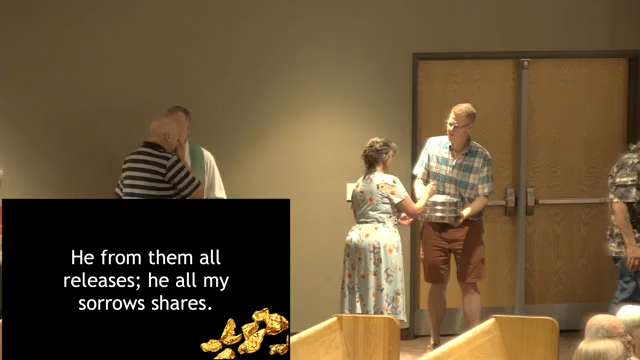 He from them all
releases; he all my
sorrows shares.